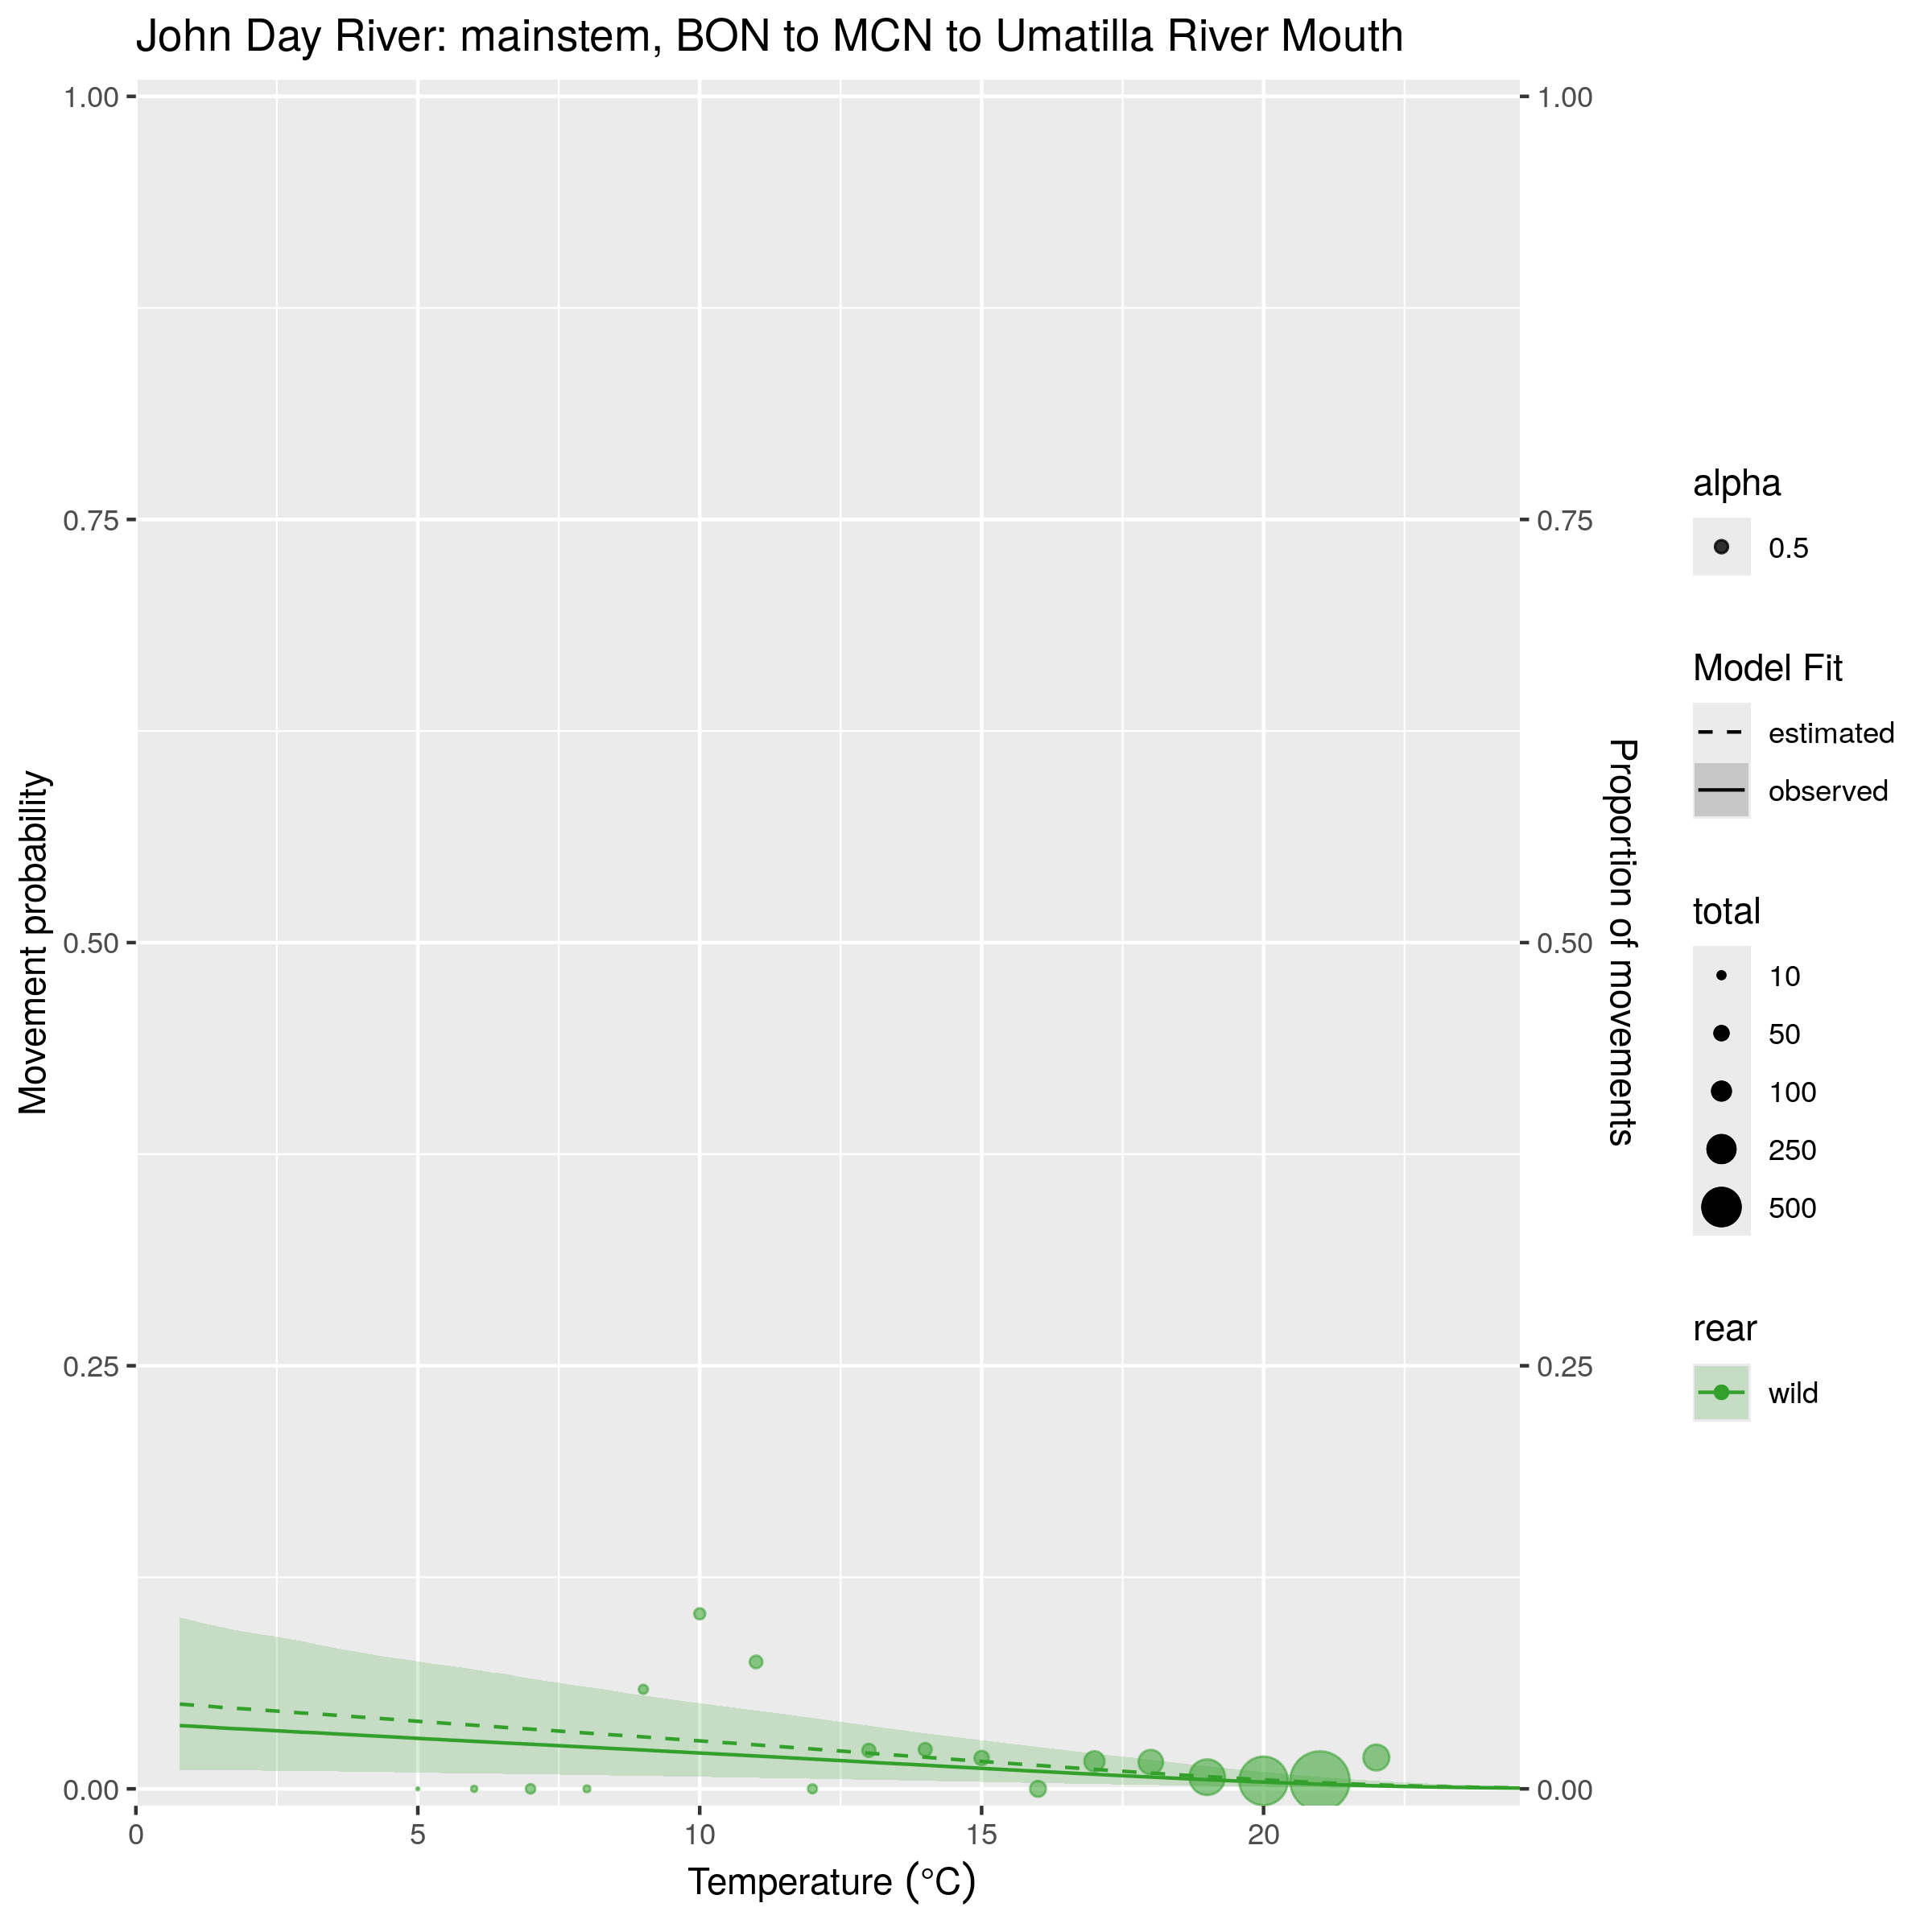 John Day River: mainstem, BON to MCN to Umatilla River Mouth
1.00
0.75
0.50
0.25
0.00
Movement probability
1.00
0.75
0.50
0.25
0.00
Proportion of movements
0
5
10
15
20
Temperature (°C)
alpha
0.5
Model Fit
estimated
observed
total
10
50
100
250
500
rear
wild